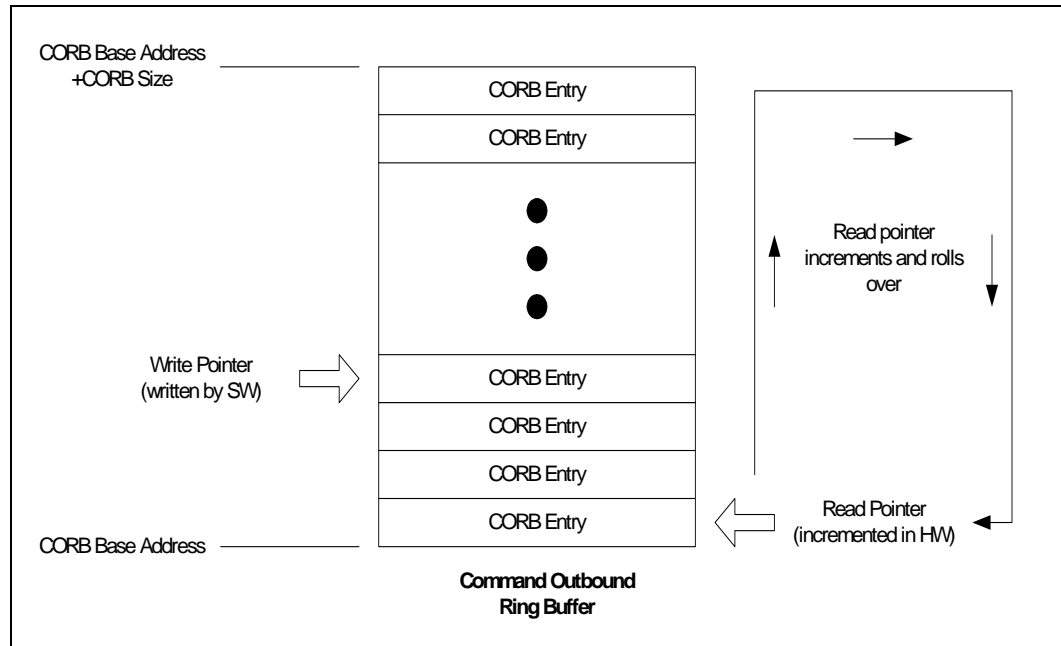 CORB Base Address
+CORB Size
CORB Entry
CORB Entry
Read pointer
increments and rolls
over
Write Pointer
(written by SW)
CORB Entry
CORB Entry
CORB Entry
CORB Entry
Read Pointer
(incremented in HW)
CORB Base Address
Command Outbound
Ring Buffer